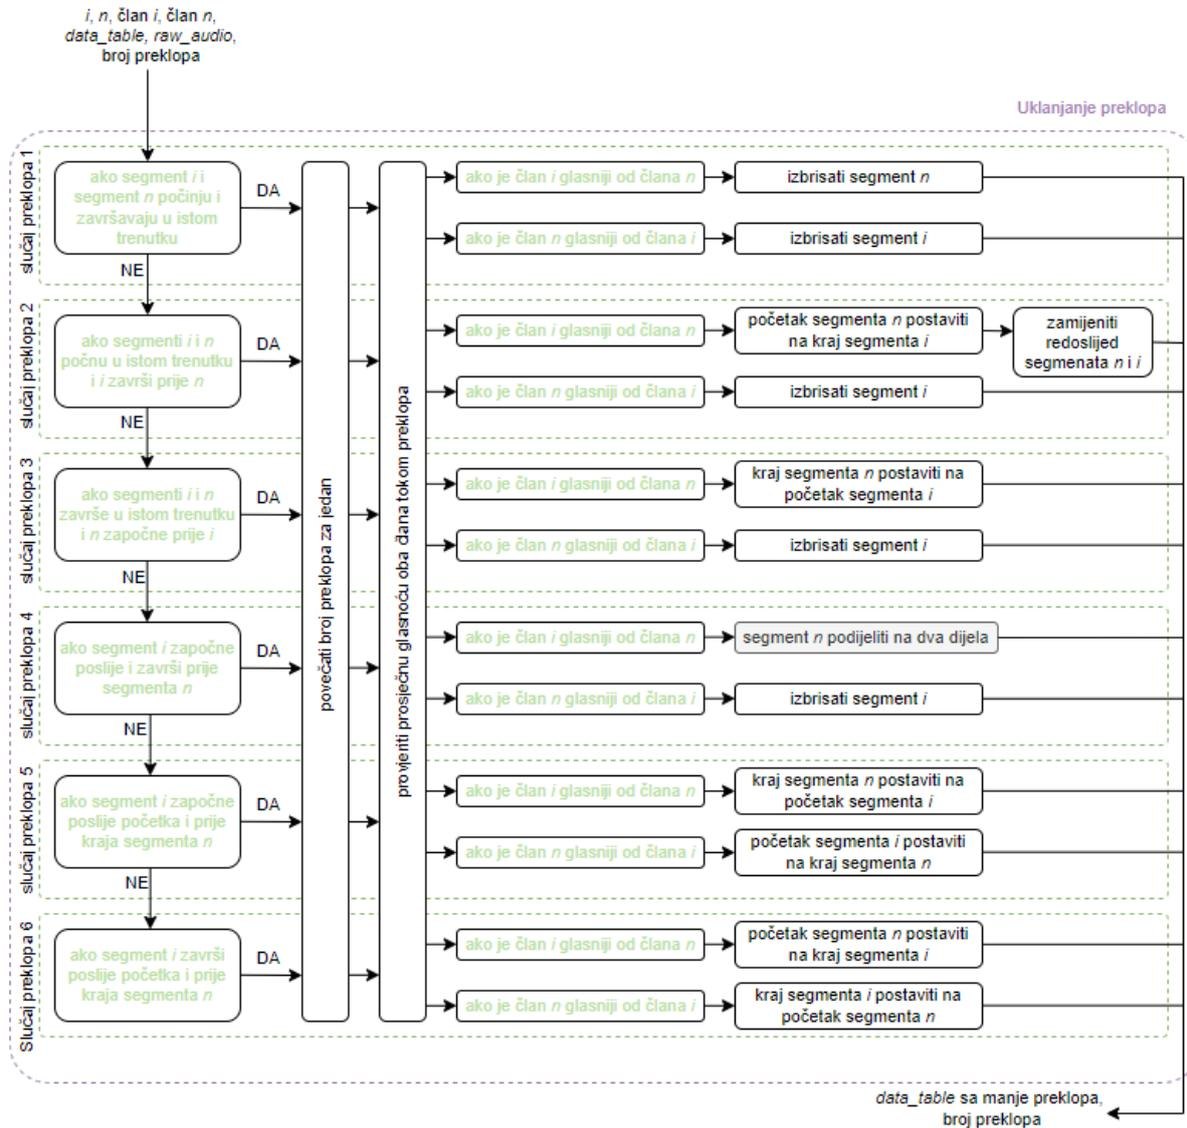 i, n, član i, član n,
data_table, raw_audio,
broj preklopa
Uklanjanje preklopa
slučaj preklopa 1
ako segment i i
segment n počinju i
završavaju u istom
trenutku
DA
NE
ako je član i glasniji od člana n
izbrisati segment n
ako je član n glasniji od člana i
izbrisati segment i
slučaj preklopa 2
ako segmenti i i n
počnu u istom trenutku
i i završi prije n
DA
NE
ako je član i glasniji od člana n
početak segmenta n postaviti
na kraj segmenta i
zamijeniti
redoslijed
segmenata n i i
ako je član n glasniji od člana i
izbrisati segment i
slučaj preklopa 3
ako segmenti i i n
završe u istom trenutku
i n započne prije i
DA
NE
povečati broj preklopa za jedan
provjeriti prosječnu glasnoću oba člana tokom preklopa
ako je član i glasniji od člana n
kraj segmenta n postaviti na
početak segmenta i
ako je član n glasniji od člana i
izbrisati segment i
slučaj preklopa 4
ako segment i započne
poslije i završi prije
segmenta n
DA
NE
ako je član i glasniji od člana n
segment n podijeliti na dva dijela
ako je član n glasniji od člana i
izbrisati segment i
slučaj preklopa 5
ako segment i započne
poslije početka i prije
kraja segmenta n
DA
NE
ako je član i glasniji od člana n
kraj segmenta n postaviti na
početak segmenta i
ako je član n glasniji od člana i
početak segmenta i postaviti
na kraj segmenta n
Slučaj preklopa 6
ako segment i završi
poslije početka i prije
kraja segmenta n
DA
ako je član i glasniji od člana n
početak segmenta n postaviti
na kraj segmenta i
ako je član n glasniji od člana i
kraj segmenta i postaviti na
početak segmenta n
data_table sa manje preklopa,
broj preklopa